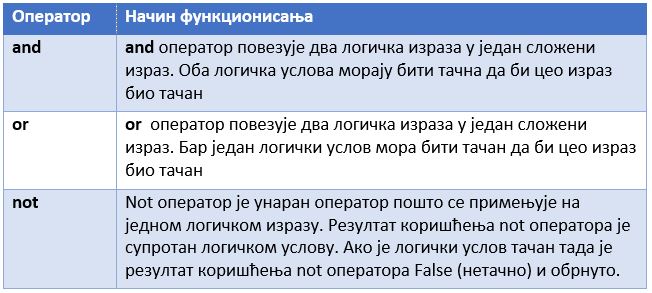 Оператор Начин функционисања
and and оператор повезује два логичка израза у један сложени
израз. Оба логичка услова морају бити тачна да би цео израз
био тачан
or or оператор повезује два логичка израза у један сложени
израз. Бар један логички услов мора бити тачан да би цео израз
био тачан
not Not оператор је унаран оператор пошто се примењује на
једном логичком изразу. Резултат коришћења not оператора је
супротан логичком услову. Ако је логички услов тачан тада је
резултат коришћења not оператора False (нетачно) и обрнуто.